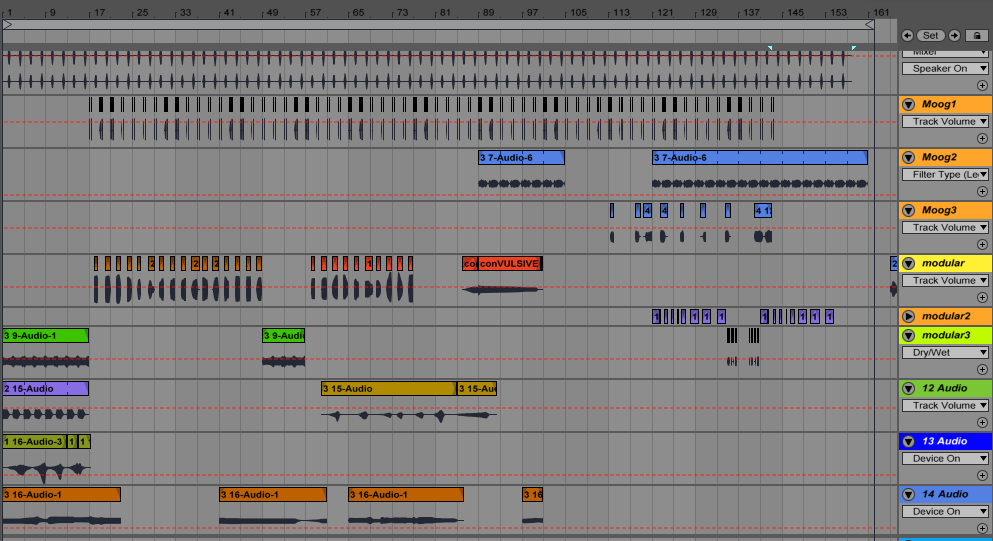 1 9 17 25 33 41 49 57 65 73 81 89 97 105 113 121 129 137 145 153 161
Set
Mixer
Speaker On
Moog1
Track Volume
3 7-Audio-6 3 7-Audio-6
Moog2
Filter Type (Le
4 4 4 1
Moog3
Track Volume
2 2 2 1 co conVULSIVE 2
modular
Track Volume
1 1 1 1 1 1 1 1 1
modular2
3 9-Audio-1 3 9-Audi
modular3
Dry/Wet
2 15-Audio 3 15-Audio 3 15-Au
12 Audio
Track Volume
1 16-Audio-3 1 1
13 Audio
Device On
3 16-Audio-1 3 16-Audio-1 3 16-Audio-1 3 16
14 Audio
Device On